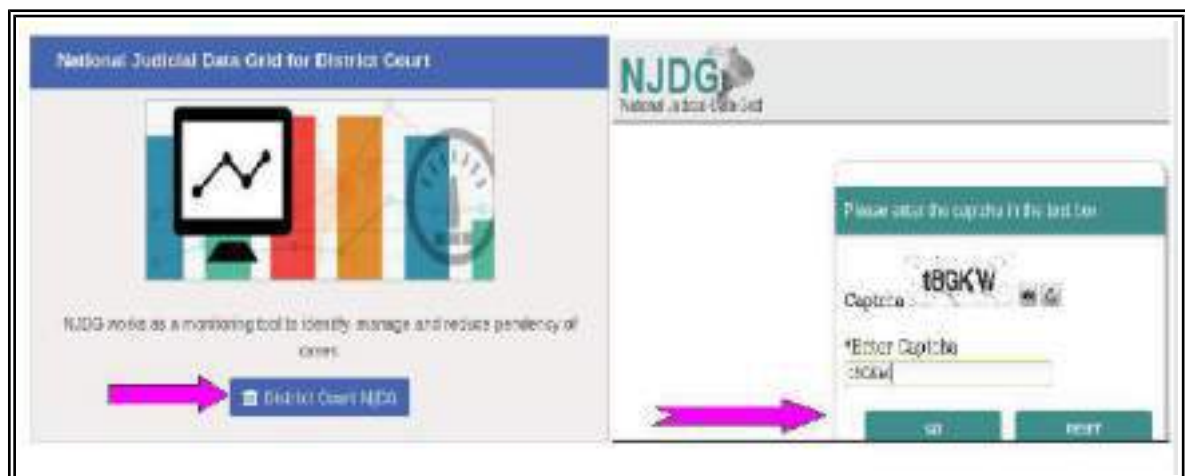 National Judicial Data Grid for District Court
NJDG works as a monitoring tool to identify, manage and reduce pendency of
cases
District Court NJDG
NJDG
National Judicial Data Grid
Please enter the captcha in the text box
Captcha
*Enter Captcha
GO
RESET